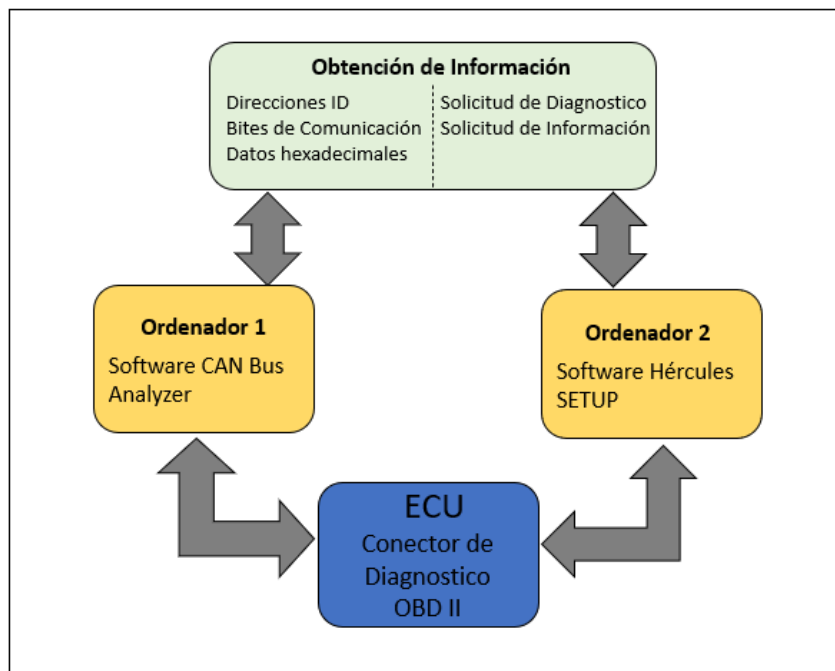 Obtención de Información
Direcciones ID
Bites de Comunicación
Datos hexadecimales
Solicitud de Diagnostico
Solicitud de Información
Ordenador 1
Software CAN Bus
Analyzer
Ordenador 2
Software Hércules
SETUP
ECU
Conector de
Diagnostico
OBD II